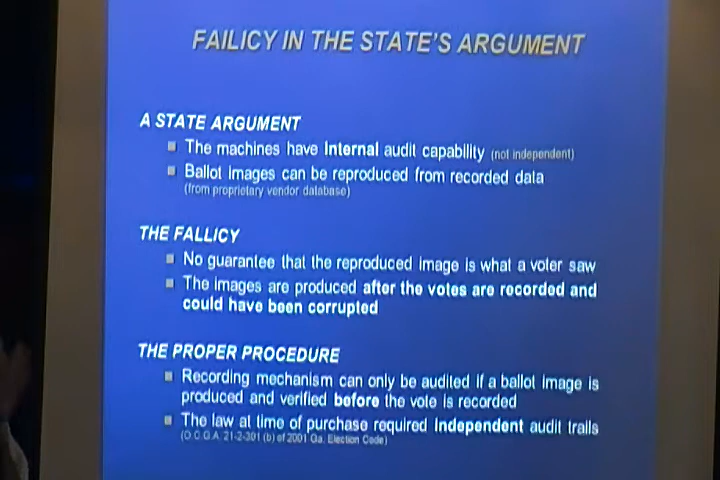 FAILICY IN THE STATE'S ARGUMENT
A STATE ARGUMENT
The machines have Internal audit capability (not independent)
Ballot images can be reproduced from recorded data
(from proprietary vendor database)
THE FALLICY
No guarantee that the reproduced image is what a voter saw
The images are produced after the votes are recorded and
could have been corrupted
THE PROPER PROCEDURE
Recording mechanism can only be audited if a ballot image is
produced and verified before the vote is recorded
The law at time of purchase required Independent audit trails
(O.C.G.A. 21-2-301 (b) of 2001 Ga. Election Code)